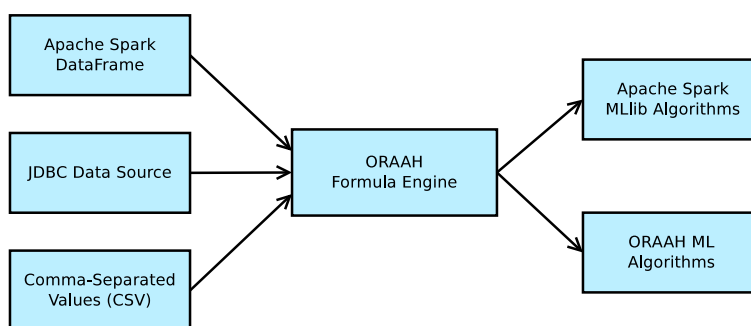 Apache Spark
DataFrame
JDBC Data Source
Comma-Separated
Values (CSV)
ORAAH
Formula Engine
Apache Spark
MLlib Algorithms
ORAAH ML
Algorithms